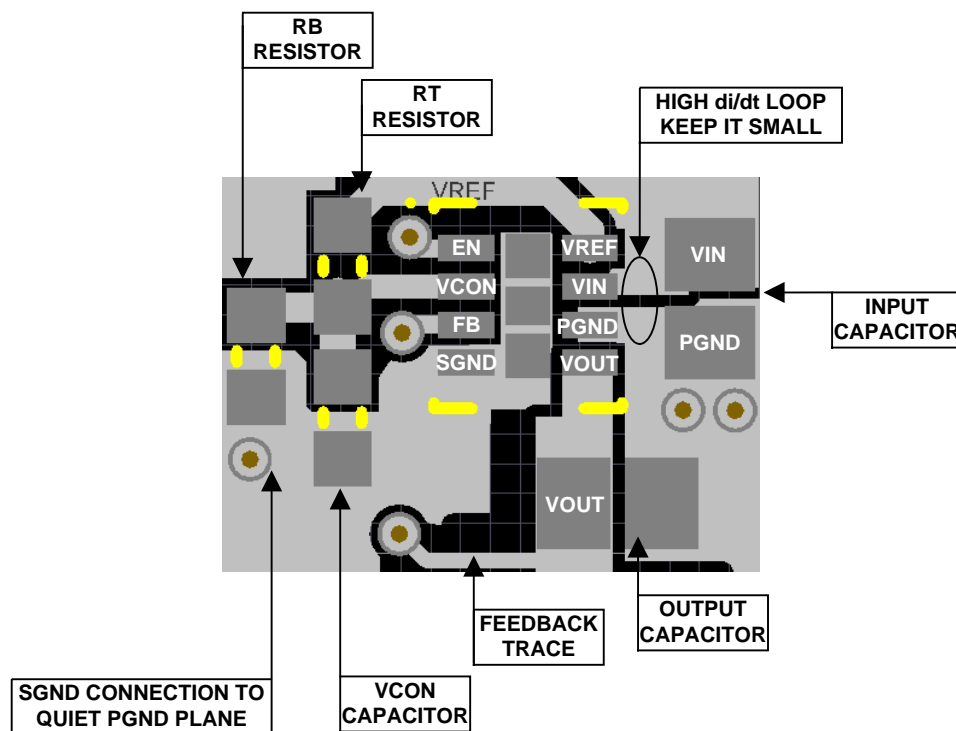 RB
RESISTOR
RT
RESISTOR
HIGH di/dt LOOP
KEEP IT SMALL
VREF
EN
VREF
VIN
VCON
VIN
INPUT
CAPACITOR
FB
PGND
PGND
SGND
VOUT
VOUT
FEEDBACK
TRACE
OUTPUT
CAPACITOR
SGND CONNECTION TO
QUIET PGND PLANE
VCON
CAPACITOR